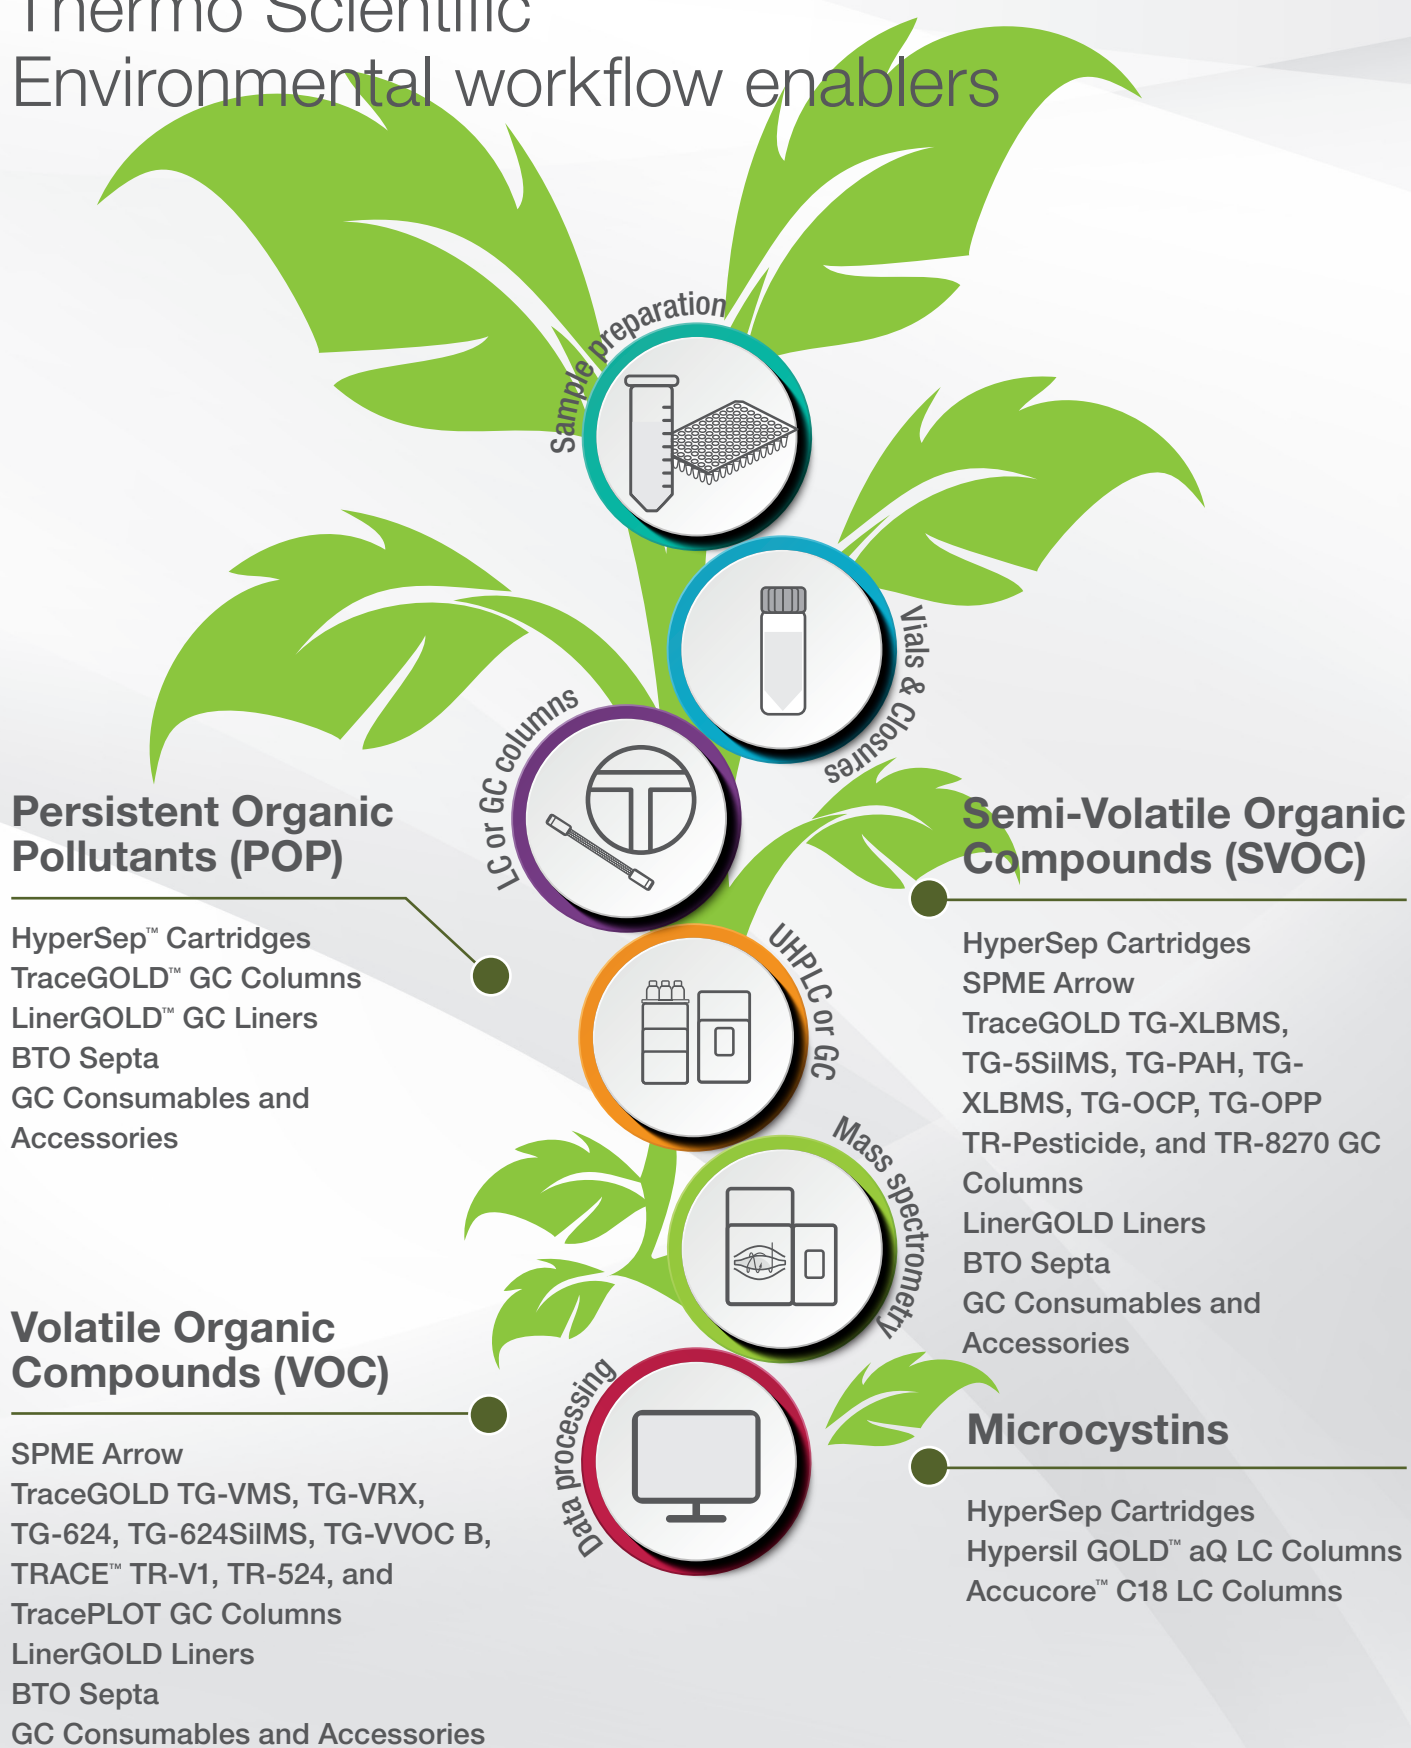 Thermo Scientific
Environmental workflow enablers
Sample preparation
Vials & Closures
LC or GC columns
UHPLC or GC
Mass spectrometry
Data processing
Persistent Organic
Pollutants (POP)
HyperSep™ Cartridges
TraceGOLD™ GC Columns
LinerGOLD™ GC Liners
BTO Septa
GC Consumables and
Accessories
Volatile Organic
Compounds (VOC)
SPME Arrow
TraceGOLD TG-VMS, TG-VRX,
TG-624, TG-624SilMS, TG-VVOC B,
TRACE™ TR-V1, TR-524, and
TracePLOT GC Columns
LinerGOLD Liners
BTO Septa
GC Consumables and Accessories
Semi-Volatile Organic
Compounds (SVOC)
HyperSep Cartridges
SPME Arrow
TraceGOLD TG-XLBMS,
TG-5SilMS, TG-PAH, TG-
XLBMS, TG-OCP, TG-OPP
TR-Pesticide, and TR-8270 GC
Columns
LinerGOLD Liners
BTO Septa
GC Consumables and
Accessories
Microcystins
HyperSep Cartridges
Hypersil GOLD™ aQ LC Columns
Accucore™ C18 LC Columns